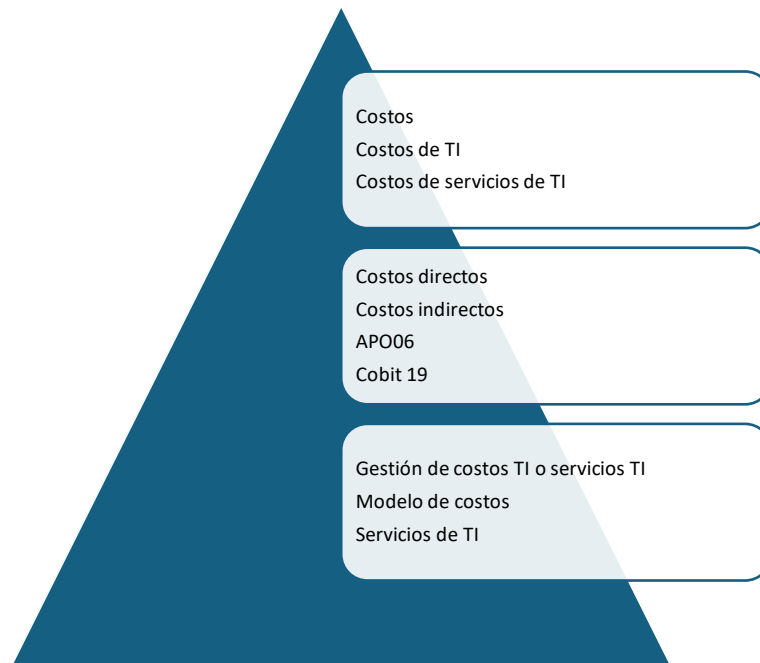 Costos
Costos de TI
Costos de servicios de TI
Costos directos
Costos indirectos
APO06
Cobit 19
Gestión de costos TI o servicios TI
Modelo de costos
Servicios de TI